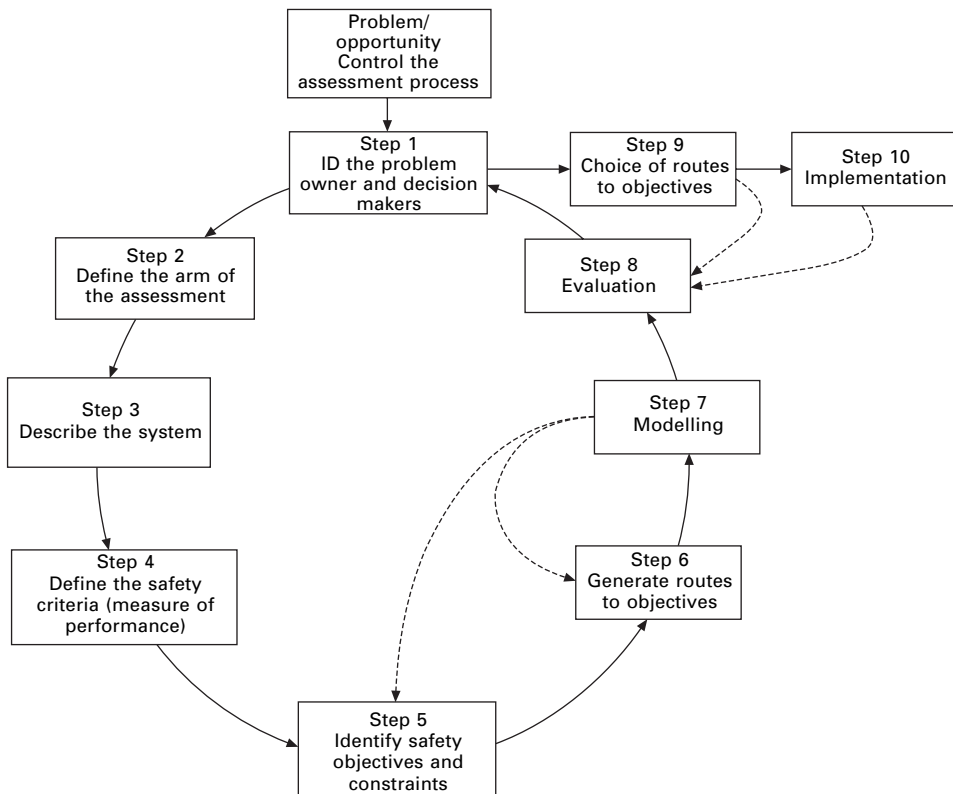 Problem/
opportunity
Control the
assessment process
Step 1
ID the problem
owner and decision
makers
Step 9
Choice of routes
to objectives
Step 10
Implementation
Step 2
Define the arm of
the assessment
Step 8
Evaluation
Step 3
Describe the system
Step 7
Modelling
Step 4
Define the safety
criteria (measure of
performance)
Step 6
Generate routes
to objectives
Step 5
Identify safety
objectives and
constraints